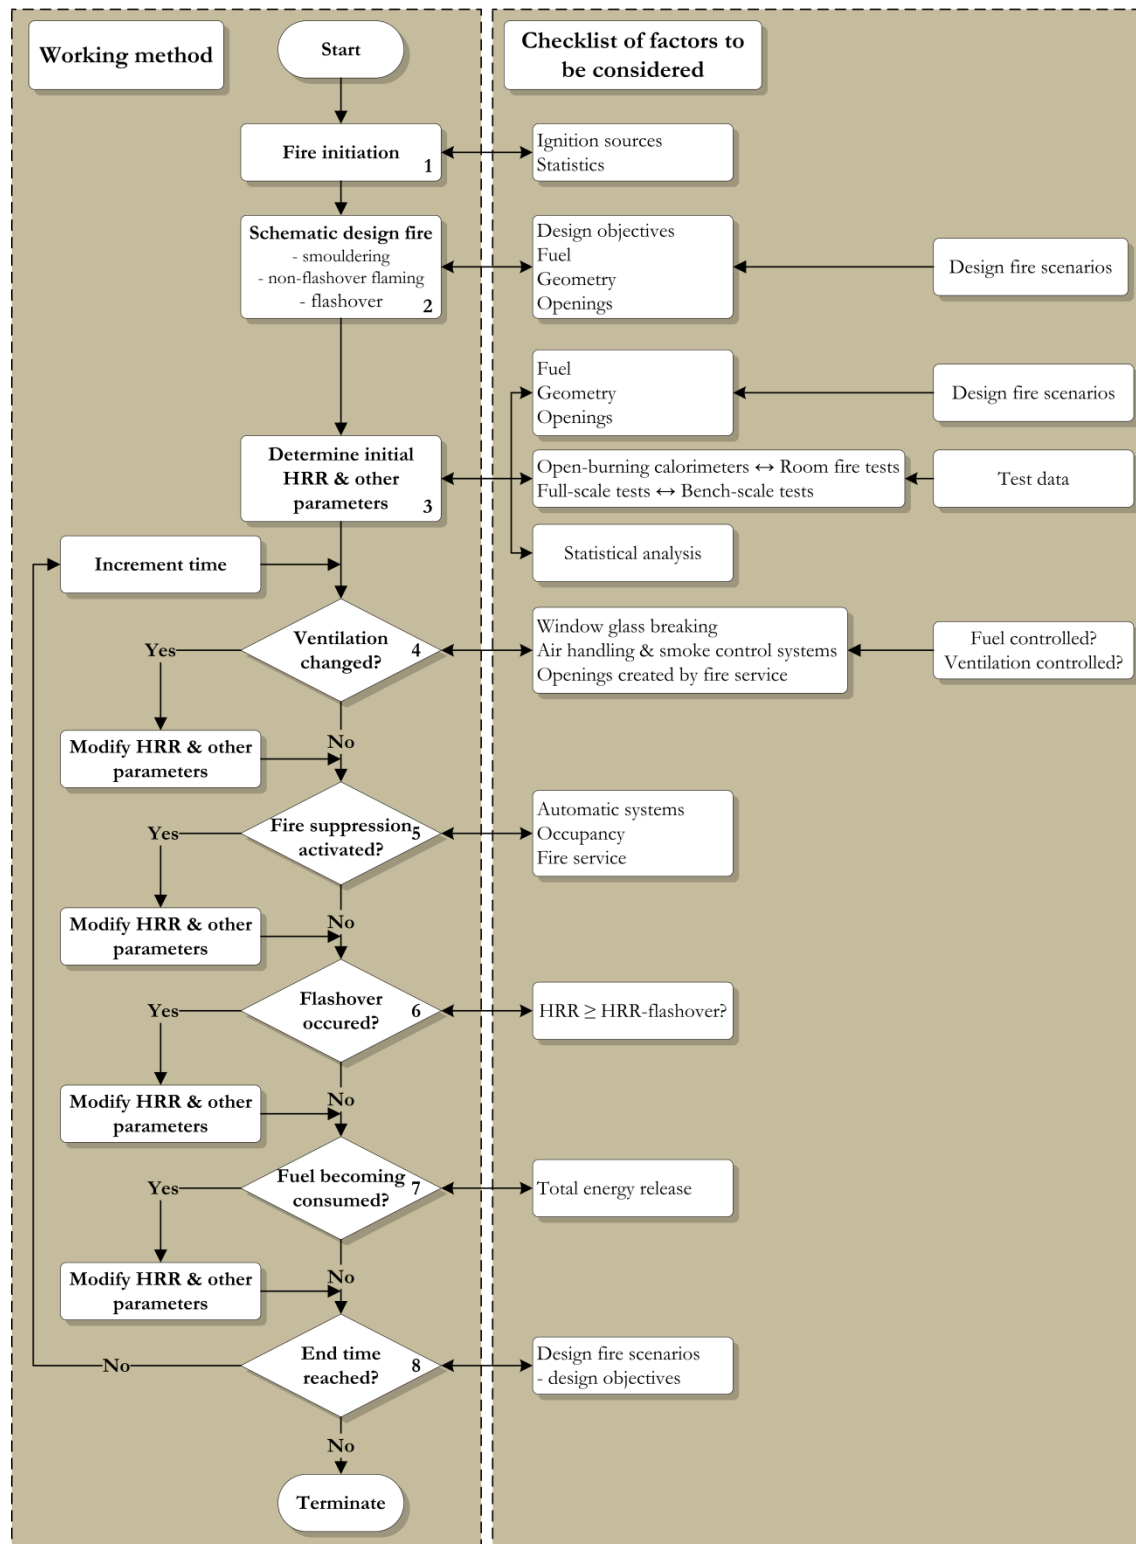 Working method
Start
Checklist of factors to
be considered
Fire initiation
1
Ignition sources
Statistics
Schematic design fire
- smouldering
- non-flashover flaming
- flashover
2
Design objectives
Fuel
Geometry
Openings
Design fire scenarios
Fuel
Geometry
Openings
Design fire scenarios
Determine initial
HRR & other
parameters
3
Open-burning calorimeters ↔ Room fire tests
Full-scale tests ↔ Bench-scale tests
Test data
Statistical analysis
Increment time
Ventilation
changed?
4
Yes
No
Window glass breaking
Air handling & smoke control systems
Openings created by fire service
Fuel controlled?
Ventilation controlled?
Modify HRR & other
parameters
Fire suppression
activated?
5
Yes
No
Automatic systems
Occupancy
Fire service
Modify HRR & other
parameters
Flashover
occured?
6
Yes
No
HRR ≥ HRR-flashover?
Modify HRR & other
parameters
Fuel becoming
consumed?
7
Yes
No
Total energy release
Modify HRR & other
parameters
End time
reached?
8
No
Design fire scenarios
- design objectives
No
Terminate